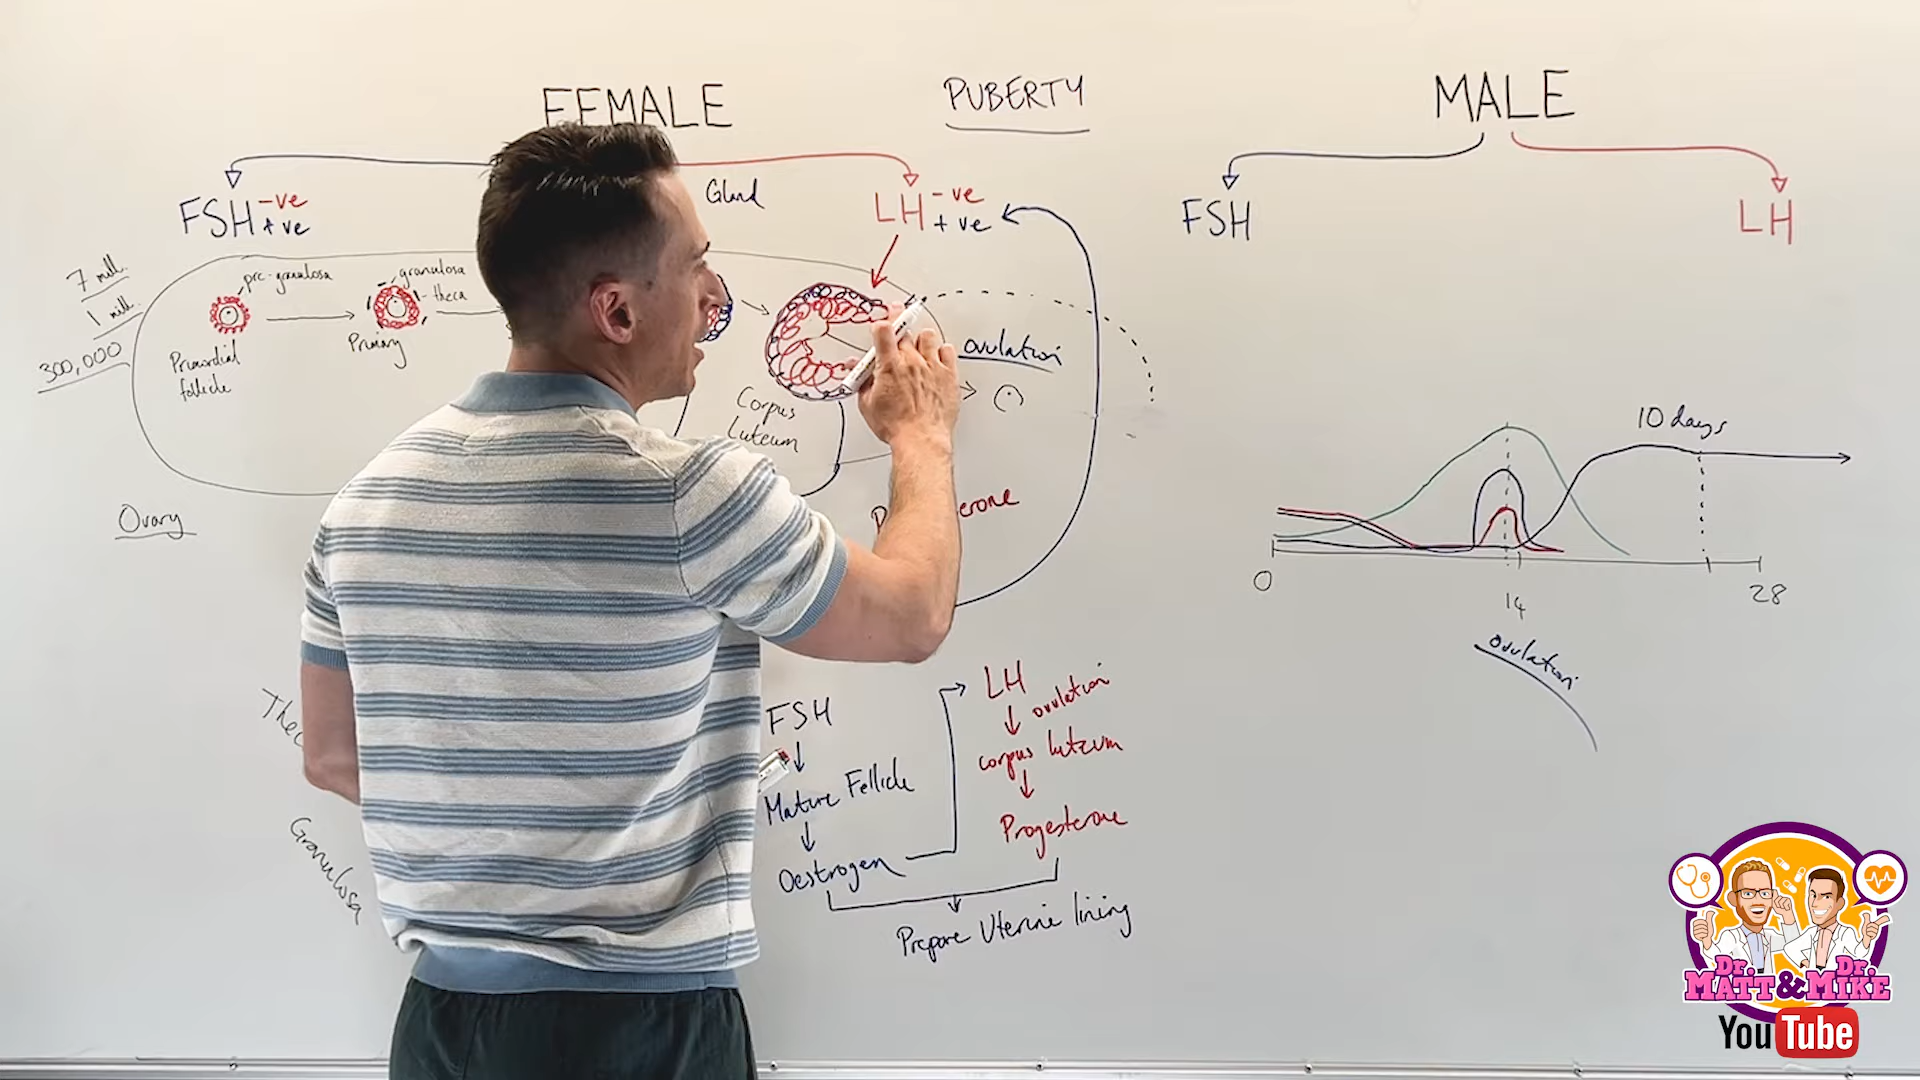 FEMALE
PUBERTY
MALE
Gland
FSH -ve
+ve
LH -ve
+ve
FSH
LH
7 mill.
1 mill.
300,000
pre-granulosa
granulosa
theca
Primordial
follicle
Primary
ovulation
Corpus
Luteum
Ovary
10 days
0
14
28
ovulation
FSH
Mature Follicle
Oestrogen
LH
ovulation
corpus luteum
Progesterone
Prepare Uterine lining
Granulosa
Dr. Dr.
MATT & MIKE
YouTube